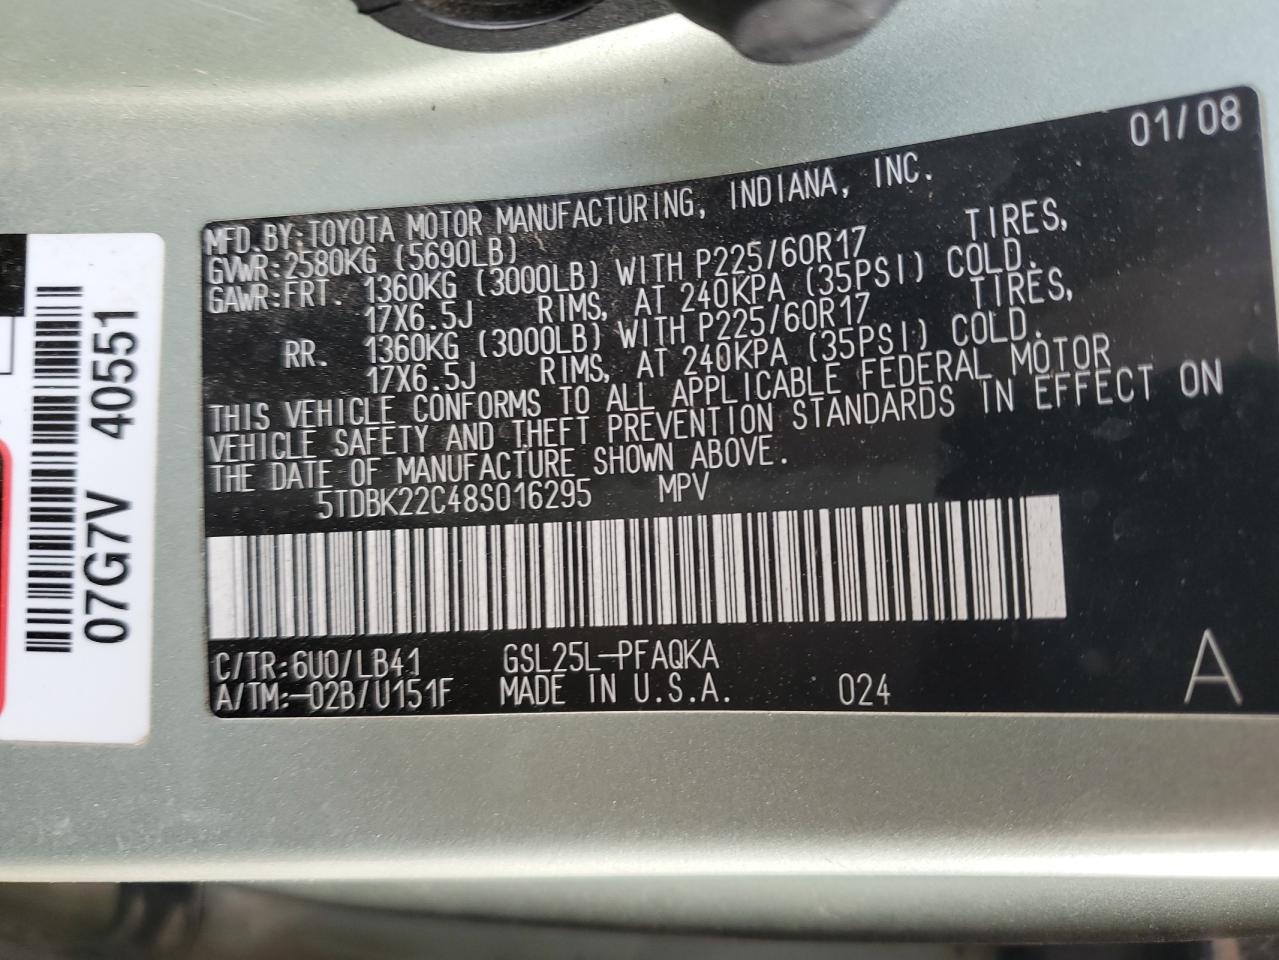 01/08
MFD.BY:TOYOTA MOTOR MANUFACTURING, INDIANA, INC.
GVWR:2580KG (5690LB)
GAWR:FRT. 1360KG (3000LB) WITH P225/60R17 TIRES,
17X6.5J RIMS, AT 240KPA (35PSI) COLD.
RR. 1360KG (3000LB) WITH P225/60R17 TIRES,
17X6.5J RIMS, AT 240KPA (35PSI) COLD.
THIS VEHICLE CONFORMS TO ALL APPLICABLE FEDERAL MOTOR
VEHICLE SAFETY AND THEFT PREVENTION STANDARDS IN EFFECT ON
THE DATE OF MANUFACTURE SHOWN ABOVE.
5TDBK22C48S016295 MPV
C/TR:6U0/LB41 GSL25L-PFAQKA
A/TM:-02B/U151F MADE IN U.S.A. 024 A
07G7V 40551